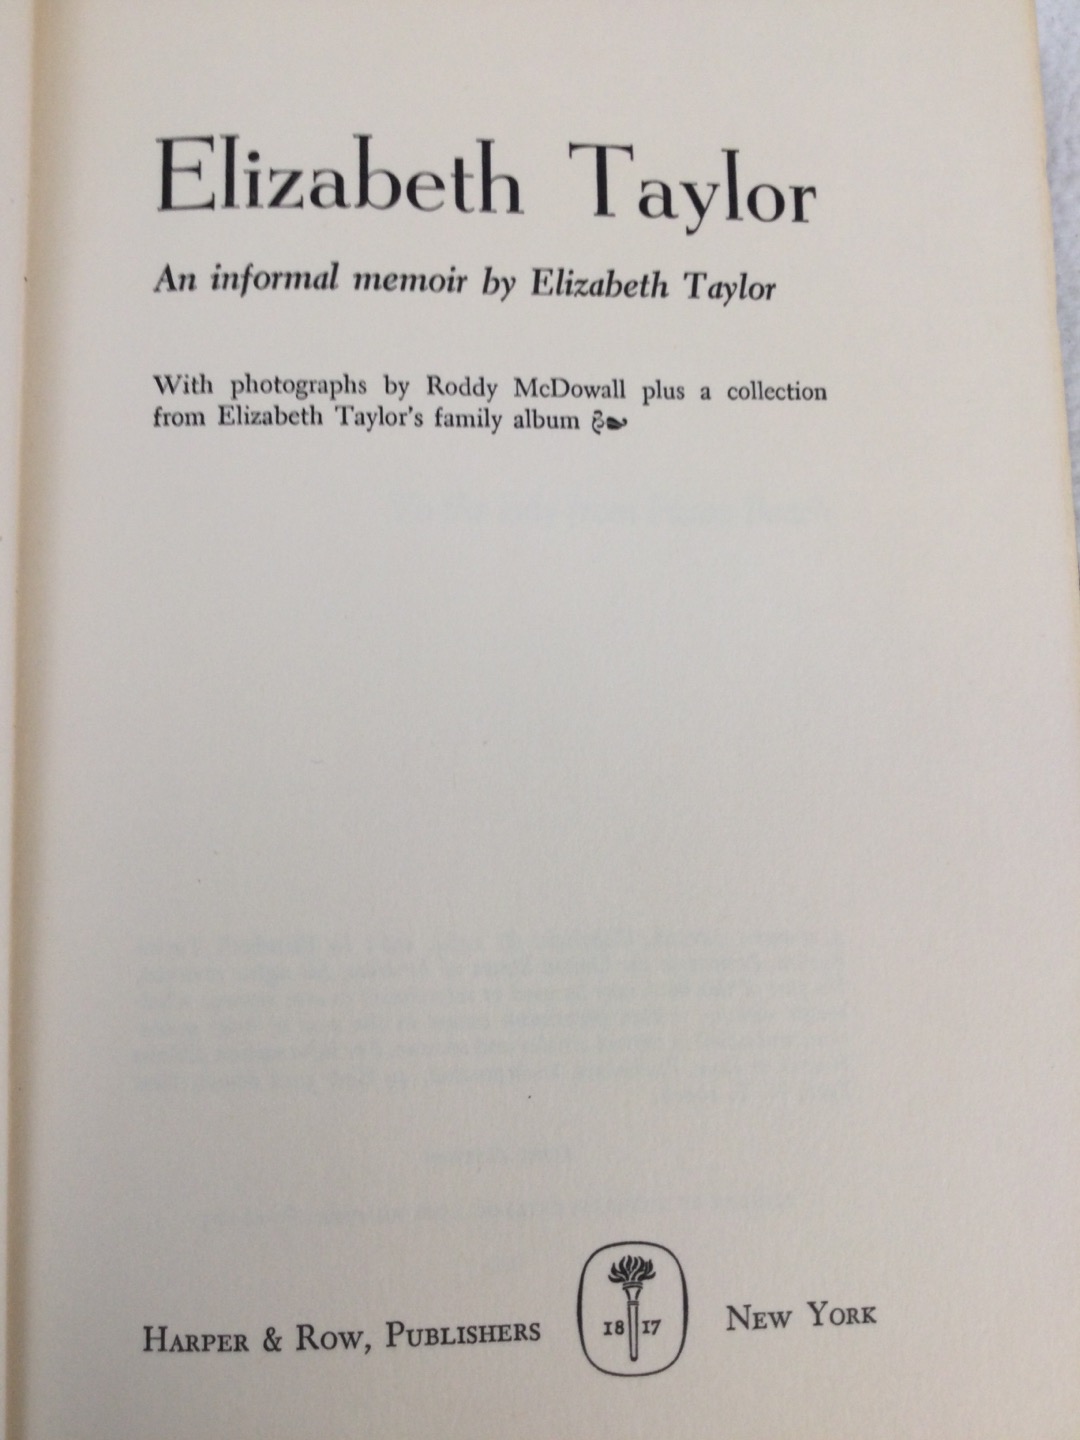 Elizabeth Taylor
An informal memoir by Elizabeth Taylor
With photographs by Roddy McDowall plus a collection
from Elizabeth Taylor's family album
HARPER & ROW, PUBLISHERS
18 17
NEW YORK